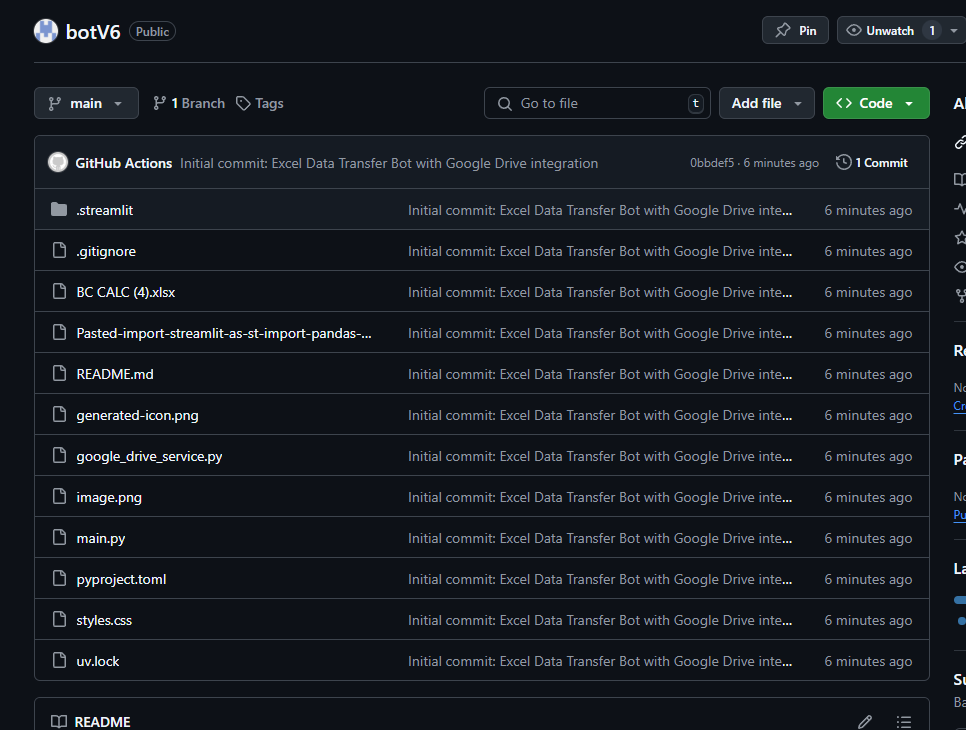 botV6 Public Pin Unwatch 1
main 1 Branch Tags Go to file t Add file Code
GitHub Actions Initial commit: Excel Data Transfer Bot with Google Drive integration 0bbdef5 · 6 minutes ago 1 Commit
.streamlit Initial commit: Excel Data Transfer Bot with Google Drive inte... 6 minutes ago
.gitignore Initial commit: Excel Data Transfer Bot with Google Drive inte... 6 minutes ago
BC CALC (4).xlsx Initial commit: Excel Data Transfer Bot with Google Drive inte... 6 minutes ago
Pasted-import-streamlit-as-st-import-pandas-... Initial commit: Excel Data Transfer Bot with Google Drive inte... 6 minutes ago
README.md Initial commit: Excel Data Transfer Bot with Google Drive inte... 6 minutes ago
generated-icon.png Initial commit: Excel Data Transfer Bot with Google Drive inte... 6 minutes ago
google_drive_service.py Initial commit: Excel Data Transfer Bot with Google Drive inte... 6 minutes ago
image.png Initial commit: Excel Data Transfer Bot with Google Drive inte... 6 minutes ago
main.py Initial commit: Excel Data Transfer Bot with Google Drive inte... 6 minutes ago
pyproject.toml Initial commit: Excel Data Transfer Bot with Google Drive inte... 6 minutes ago
styles.css Initial commit: Excel Data Transfer Bot with Google Drive inte... 6 minutes ago
uv.lock Initial commit: Excel Data Transfer Bot with Google Drive inte... 6 minutes ago
README